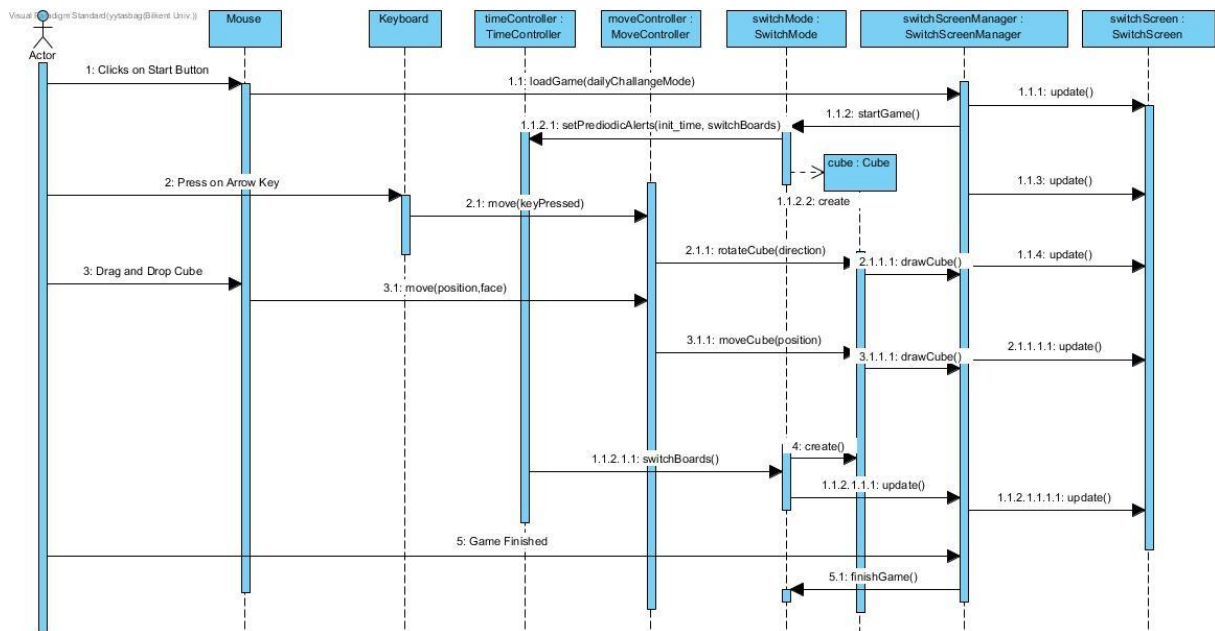 Visual Paradigm Standard(yytasbag(Bilkent Univ.))
Actor
Mouse
Keyboard
timeController :
TimeController
moveController :
MoveController
switchMode :
SwitchMode
switchScreenManager :
SwitchScreenManager
switchScreen :
SwitchScreen
1: Clicks on Start Button
1.1: loadGame(dailyChallangeMode)
1.1.1: update()
1.1.2: startGame()
1.1.2.1: setPrediodicAlerts(init_time, switchBoards)
cube : Cube
1.1.2.2: create
2: Press on Arrow Key
1.1.3: update()
2.1: move(keyPressed)
2.1.1: rotateCube(direction)
2.1.1.1: drawCube()
1.1.4: update()
3: Drag and Drop Cube
3.1: move(position,face)
3.1.1: moveCube(position)
3.1.1.1: drawCube()
2.1.1.1.1: update()
4: create()
1.1.2.1.1: switchBoards()
1.1.2.1.1.1: update()
1.1.2.1.1.1.1: update()
5: Game Finished
5.1: finishGame()